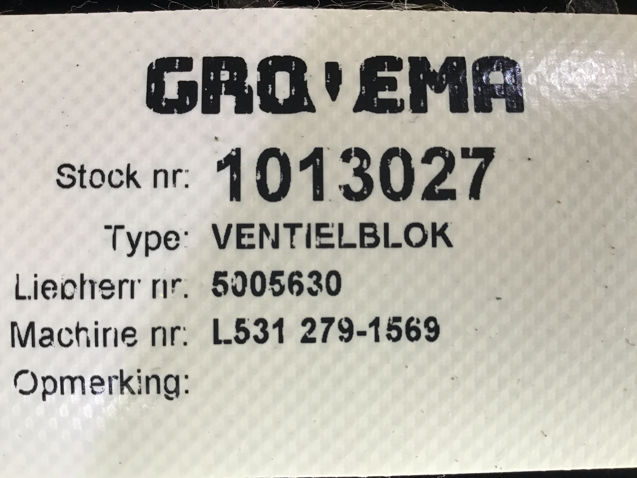 GROVEMA
Stock nr: 1013027
Type: VENTIELBLOK
Liebherr nr: 5005630
Machine nr: L531 279-1569
Opmerking: